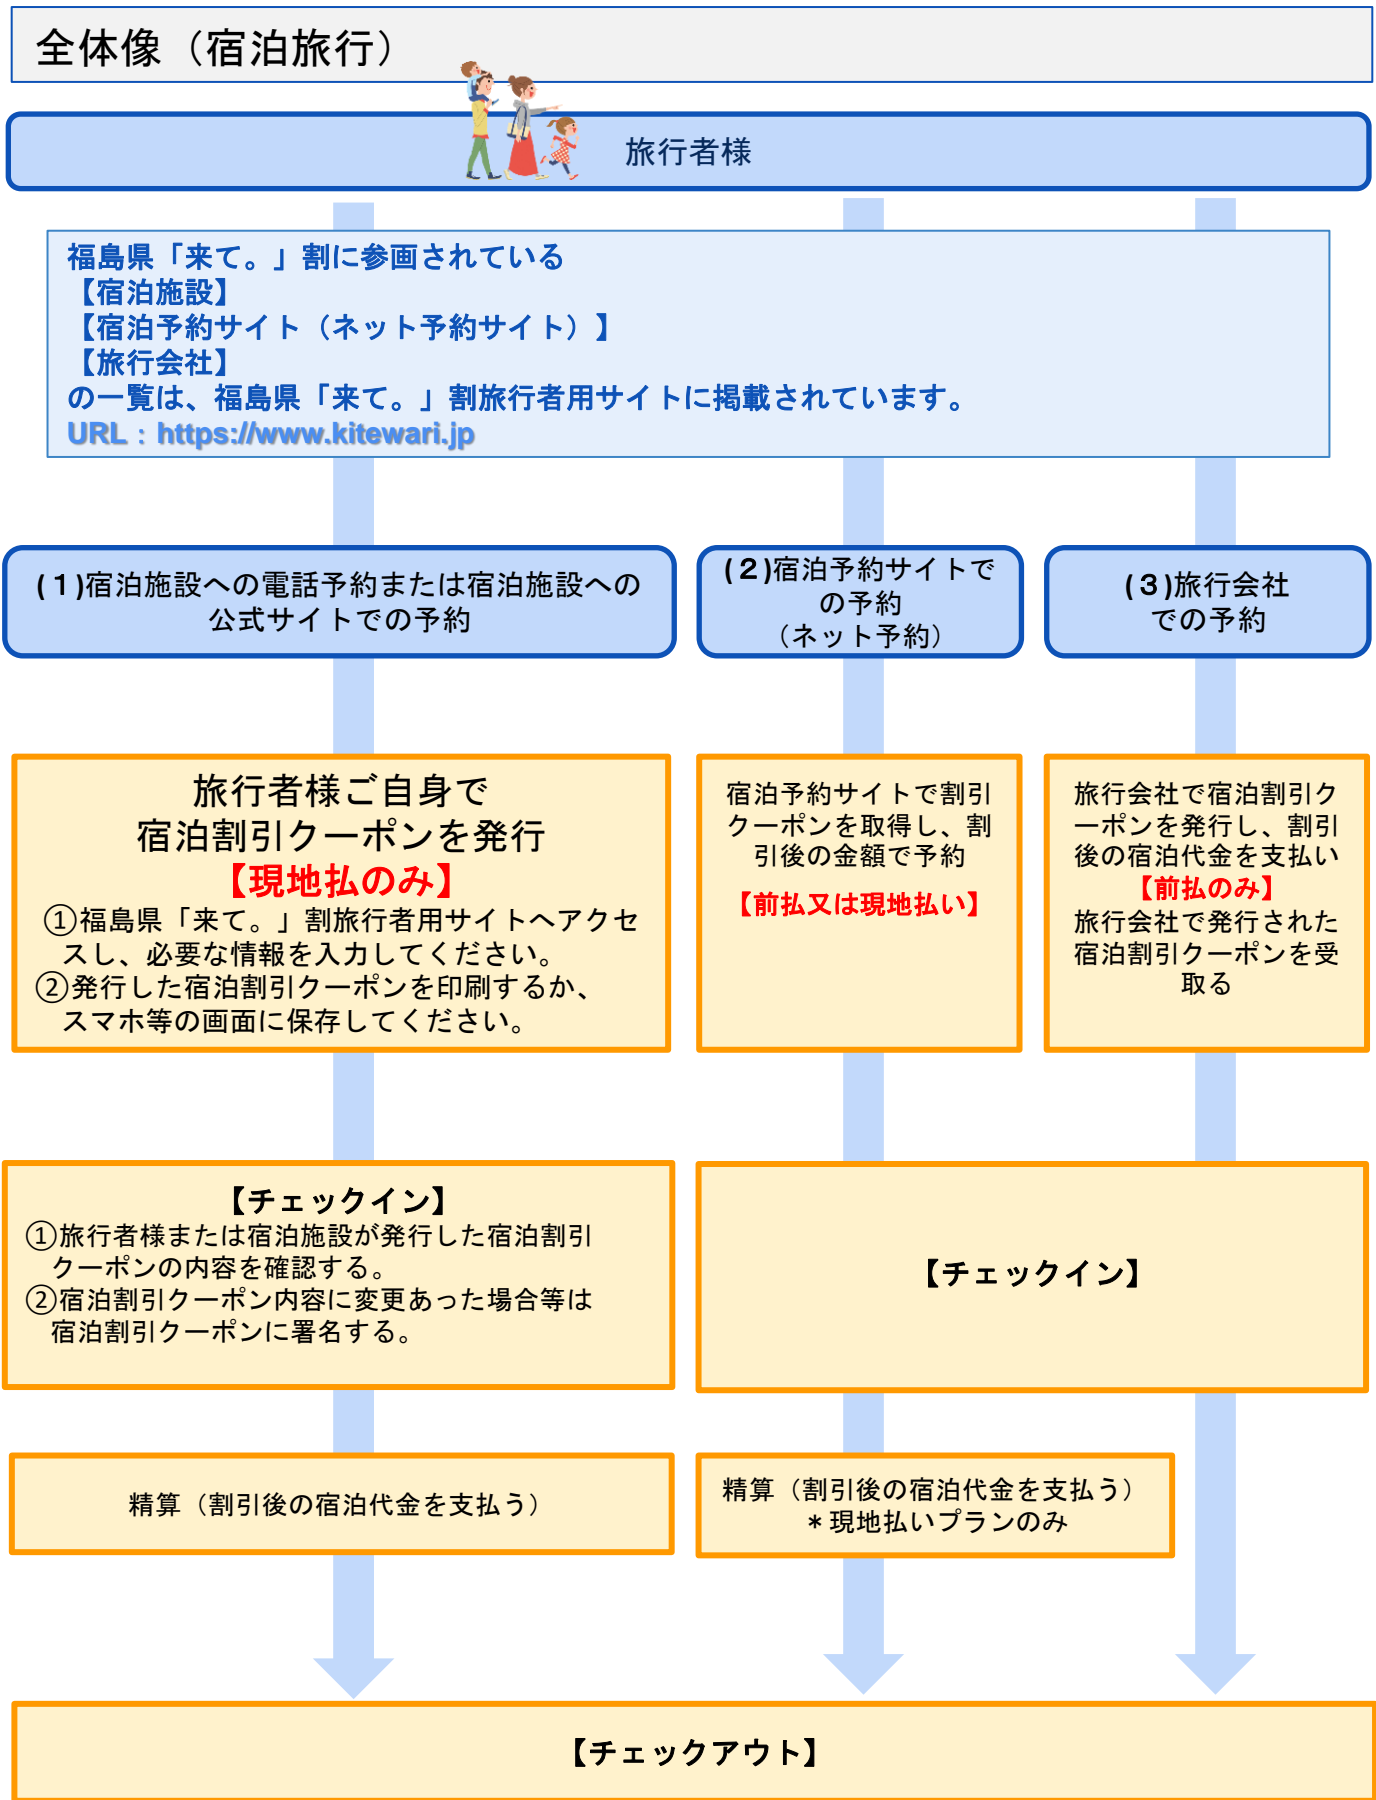 全体像（宿泊旅行）
旅行者様
福島県「来て。」割に参画されている
【宿泊施設】
【宿泊予約サイト（ネット予約サイト）】
【旅行会社】
の一覧は、福島県「来て。」割旅行者用サイトに掲載されています。
URL：https://www.kitewari.jp
(１)宿泊施設への電話予約または宿泊施設への
公式サイトでの予約
(２)宿泊予約サイトで
の予約
（ネット予約）
(３)旅行会社
での予約
旅行者様ご自身で
宿泊割引クーポンを発行
【現地払のみ】
①福島県「来て。」割旅行者用サイトへアクセ
スし、必要な情報を入力してください。
②発行した宿泊割引クーポンを印刷するか、
スマホ等の画面に保存してください。
宿泊予約サイトで割引
クーポンを取得し、割
引後の金額で予約
【前払又は現地払い】
旅行会社で宿泊割引ク
ーポンを発行し、割引
後の宿泊代金を支払い
【前払のみ】
旅行会社で発行された
宿泊割引クーポンを受
取る
【チェックイン】
①旅行者様または宿泊施設が発行した宿泊割引
クーポンの内容を確認する。
②宿泊割引クーポン内容に変更あった場合等は
宿泊割引クーポンに署名する。
【チェックイン】
精算（割引後の宿泊代金を支払う）
精算（割引後の宿泊代金を支払う）
＊現地払いプランのみ
【チェックアウト】